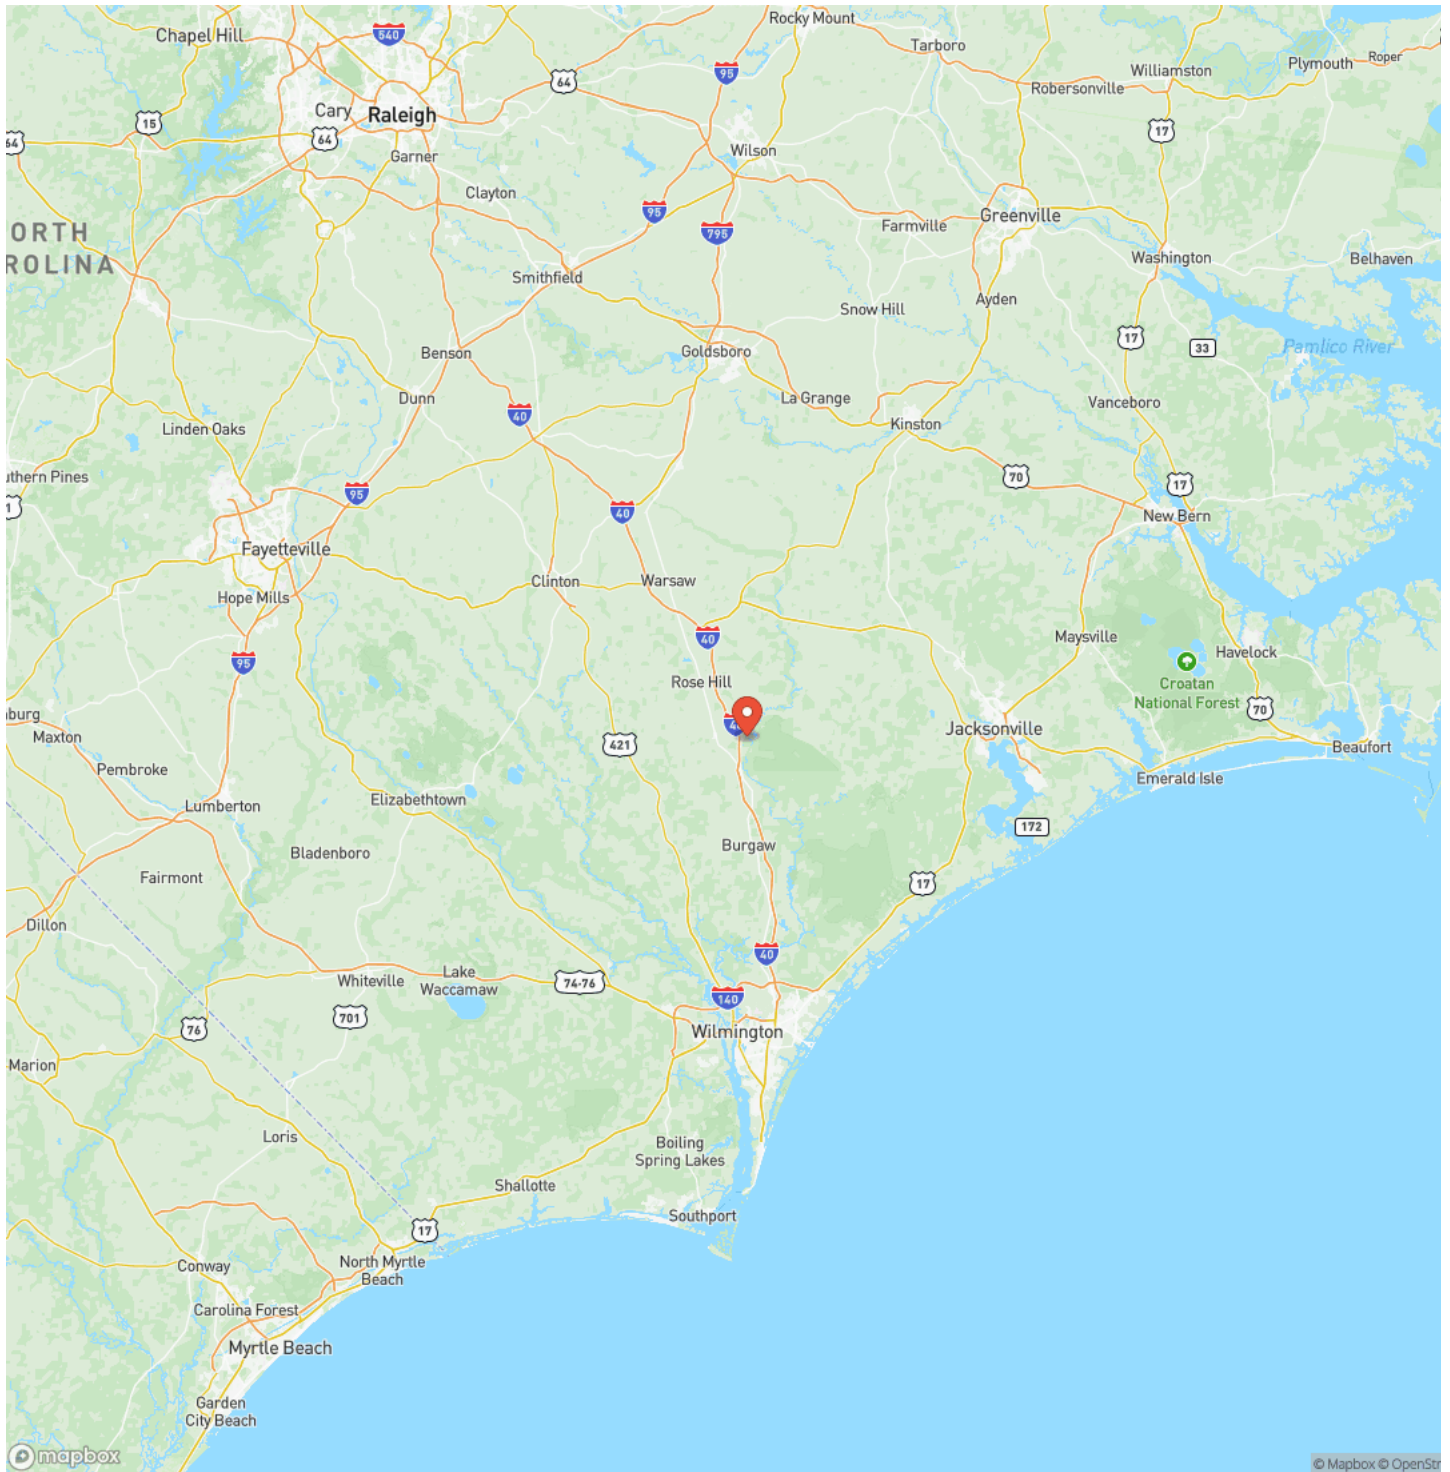 Rocky Mount
Chapel Hill
540
Tarboro
Roper
Plymouth
95
Williamston
64
Robersonville
Cary
Raleigh
15
17
64
64
Garner
Wilson
Clayton
95
Greenville
795
Farmville
ORTH
ROLINA
Washington
Belhaven
Smithfield
Ayden
Snow Hill
17
33
Pamlico River
Benson
Goldsboro
Dunn
La Grange
Vanceboro
40
Linden Oaks
Kinston
uthern Pines
95
70
17
1
40
New Bern
Fayetteville
Clinton
Warsaw
Hope Mills
40
Maysville
95
Havelock
Rose Hill
Croatan
National Forest
70
burg
Maxton
421
4
Jacksonville
Beaufort
Pembroke
Emerald Isle
Lumberton
Elizabethtown
172
Burgaw
Bladenboro
Fairmont
17
Dillon
40
Whiteville
Lake
Waccamaw
74-76
140
701
76
Wilmington
Marion
Loris
Boiling
Spring Lakes
Shallotte
Southport
17
Conway
North Myrtle
Beach
Carolina Forest
Myrtle Beach
Garden
City Beach
mapbox
© Mapbox © OpenStr